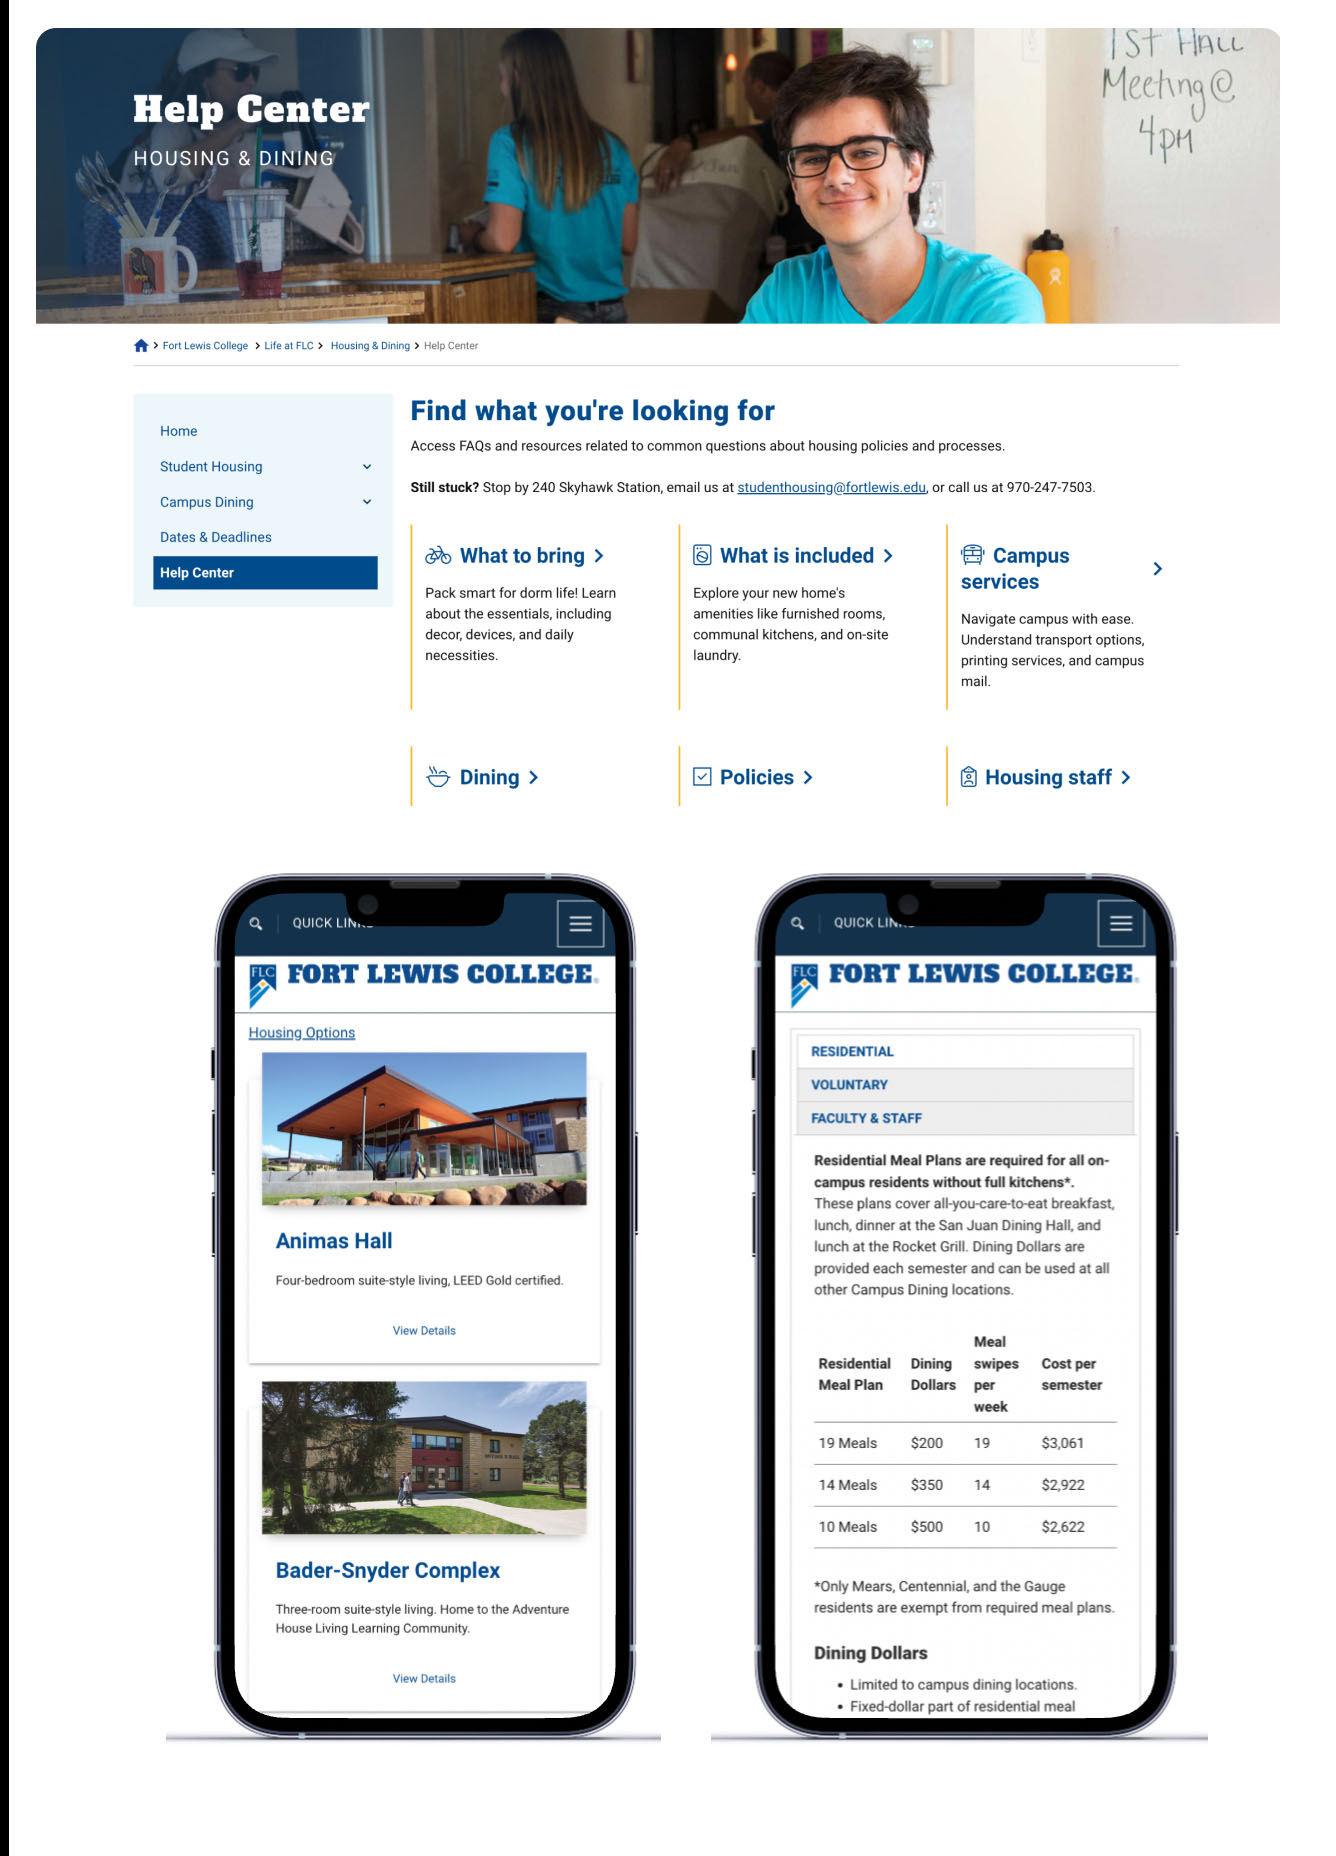 Help Center
HOUSING & DINING
1ST HALL
Meeting @
4PM
Fort Lewis College
Life at FLC
Housing & Dining
Help Center
Home
Student Housing
Campus Dining
Dates & Deadlines
Help Center
Find what you're looking for
Access FAQs and resources related to common questions about housing policies and processes.
Still stuck? Stop by 240 Skyhawk Station, email us at studenthousing@fortlewis.edu, or call us at 970-247-7503.
What to bring
Pack smart for dorm life! Learn
about the essentials, including
decor, devices, and daily
necessities.
What is included
Explore your new home's
amenities like furnished rooms,
communal kitchens, and on-site
laundry.
Campus
services
Navigate campus with ease.
Understand transport options,
printing services, and campus
mail.
Dining
Policies
Housing staff
QUICK LINKS
FLC FORT LEWIS COLLEGE®
Housing Options
Animas Hall
Four-bedroom suite-style living, LEED Gold certified.
View Details
Bader-Snyder Complex
Three-room suite-style living. Home to the Adventure
House Living Learning Community.
View Details
QUICK LINKS
FLC FORT LEWIS COLLEGE®
RESIDENTIAL
VOLUNTARY
FACULTY & STAFF
Residential Meal Plans are required for all on-
campus residents without full kitchens*.
These plans cover all-you-care-to-eat breakfast,
lunch, dinner at the San Juan Dining Hall, and
lunch at the Rocket Grill. Dining Dollars are
provided each semester and can be used at all
other Campus Dining locations.
Residential Meal Plan Dining Dollars Meal swipes per week Cost per semester
19 Meals $200 19 $3,061
14 Meals $350 14 $2,922
10 Meals $500 10 $2,622
*Only Mears, Centennial, and the Gauge
residents are exempt from required meal plans.
Dining Dollars
• Limited to campus dining locations.
• Fixed-dollar part of residential meal